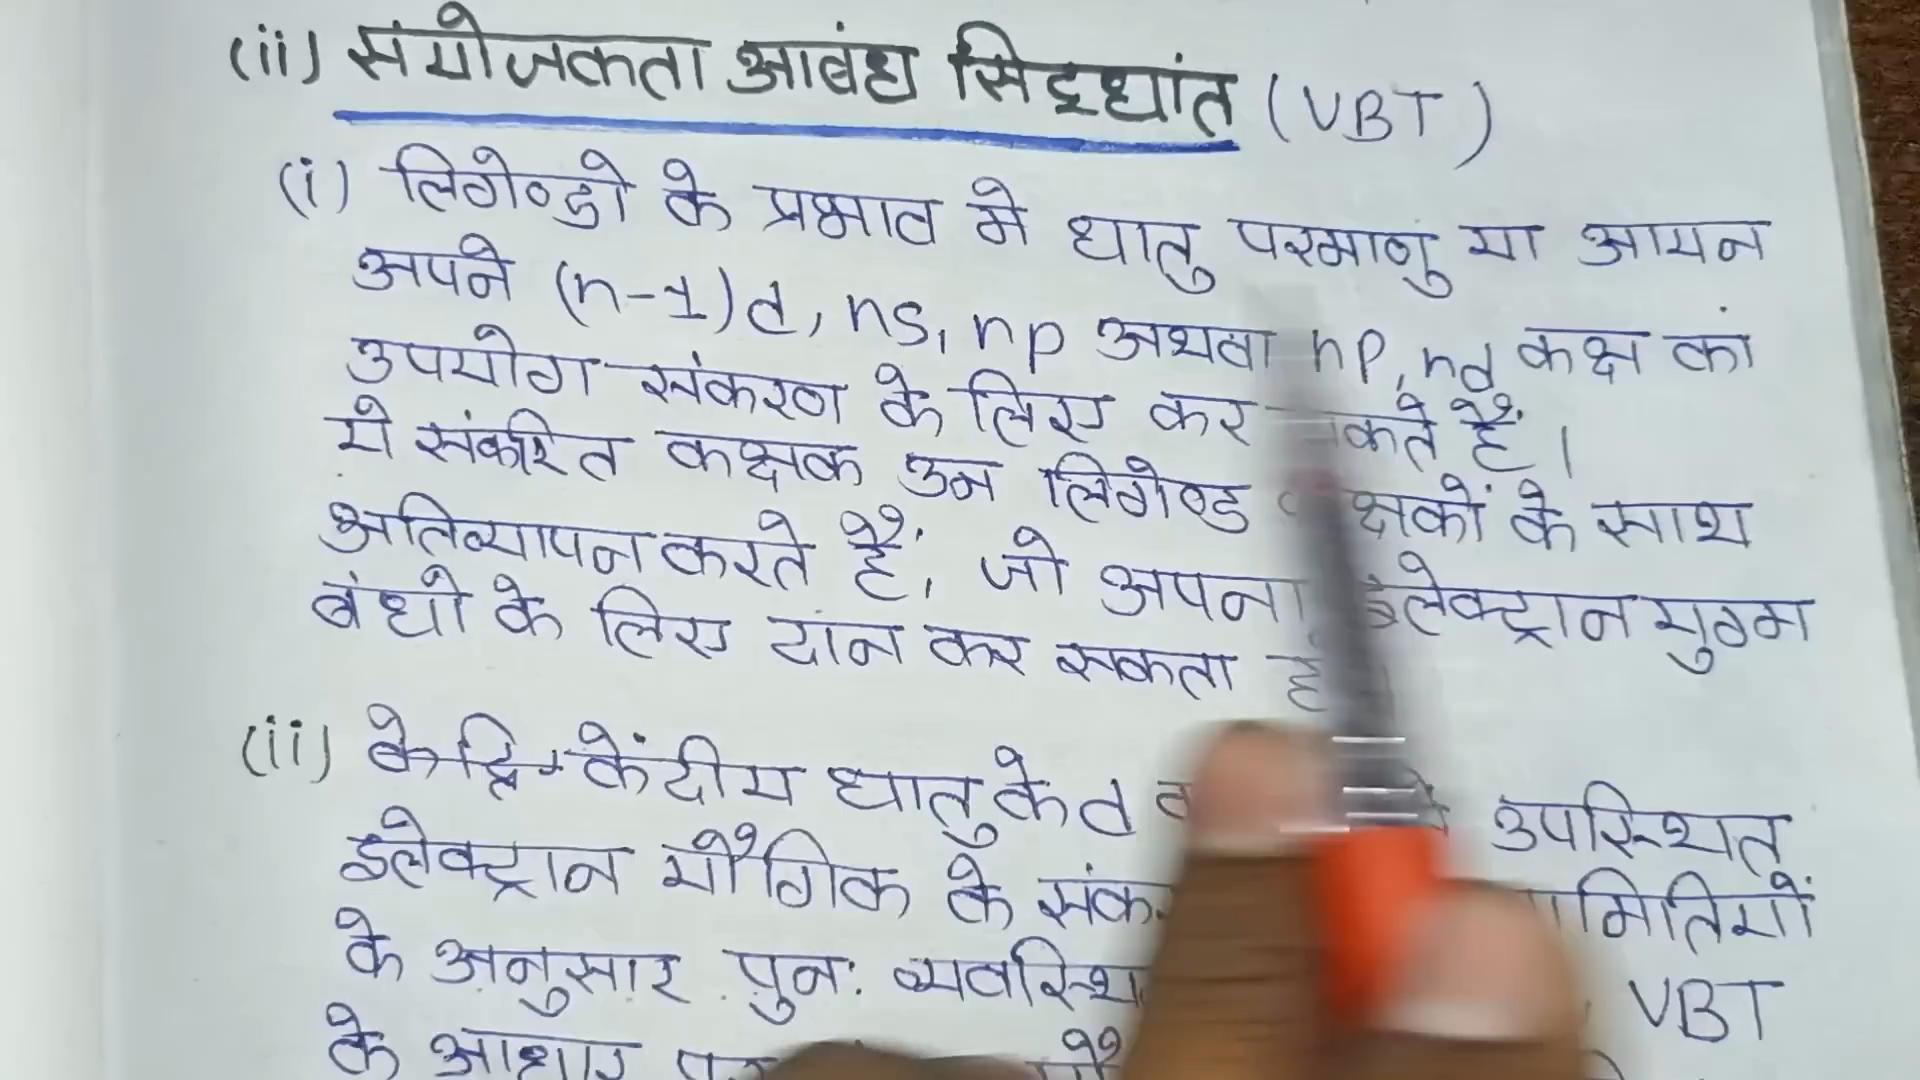 (ii) संयोजकता आबंध सिद्ध्धांत (VBT)
(i) लिगेण्डो के प्रभाव मे धातु परमाणु या आयन
अपने (n-1)d, ns, np अथवा np, nd कक्ष का
उपयोग संकरण के लिए कर सकते हैं ।
ये संकरित कक्षक उन लिगेण्ड कक्षकों के साथ
अतिव्यापन करते हैं, जो अपना इलेक्ट्रान युग्म
बंधो के लिए दान कर सकता
(ii) केंदीय धातु के d उपस्थित
इलेक्ट्रान यौगिक के
के अनुसार पुन: VBT
के आधार